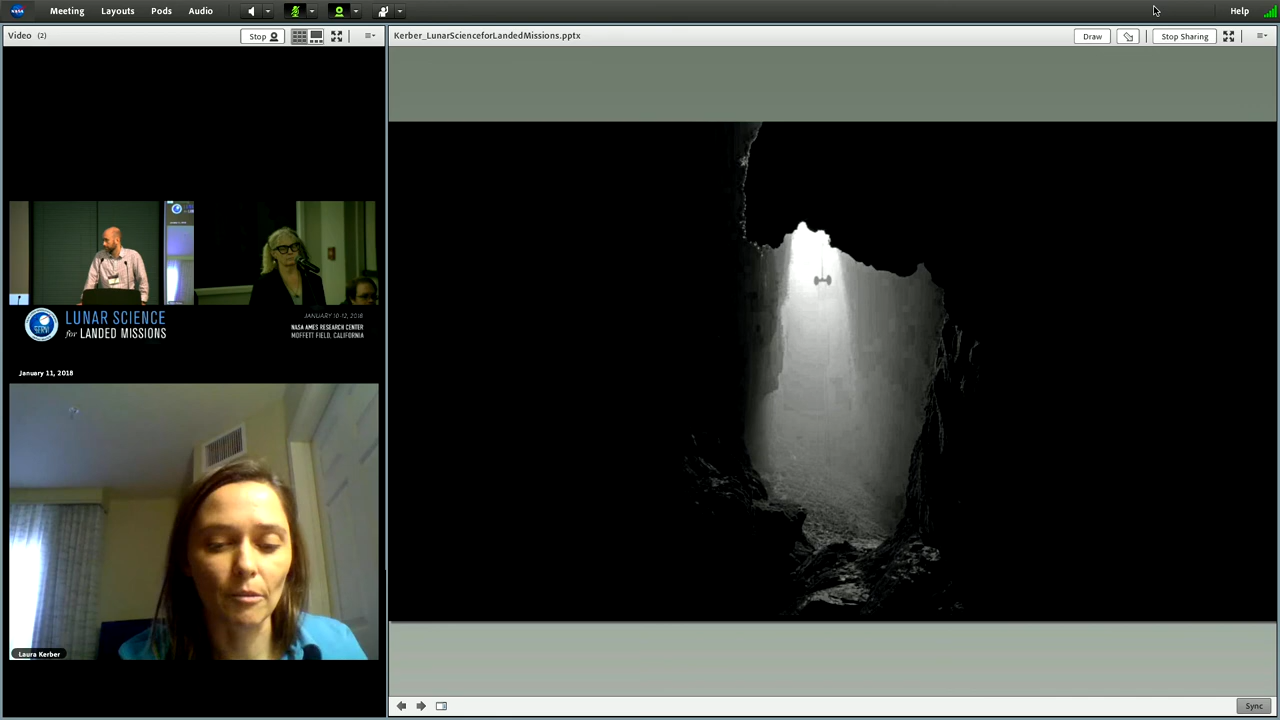 Meeting Layouts Pods Audio Help
Video (2) Stop
Kerber_LunarScienceforLandedMissions.pptx Draw Stop Sharing
LUNAR SCIENCE
for LANDED MISSIONS
JANUARY 10-12, 2018
NASA AMES RESEARCH CENTER
MOFFETT FIELD, CALIFORNIA
January 11, 2018
Laura Kerber
Sync